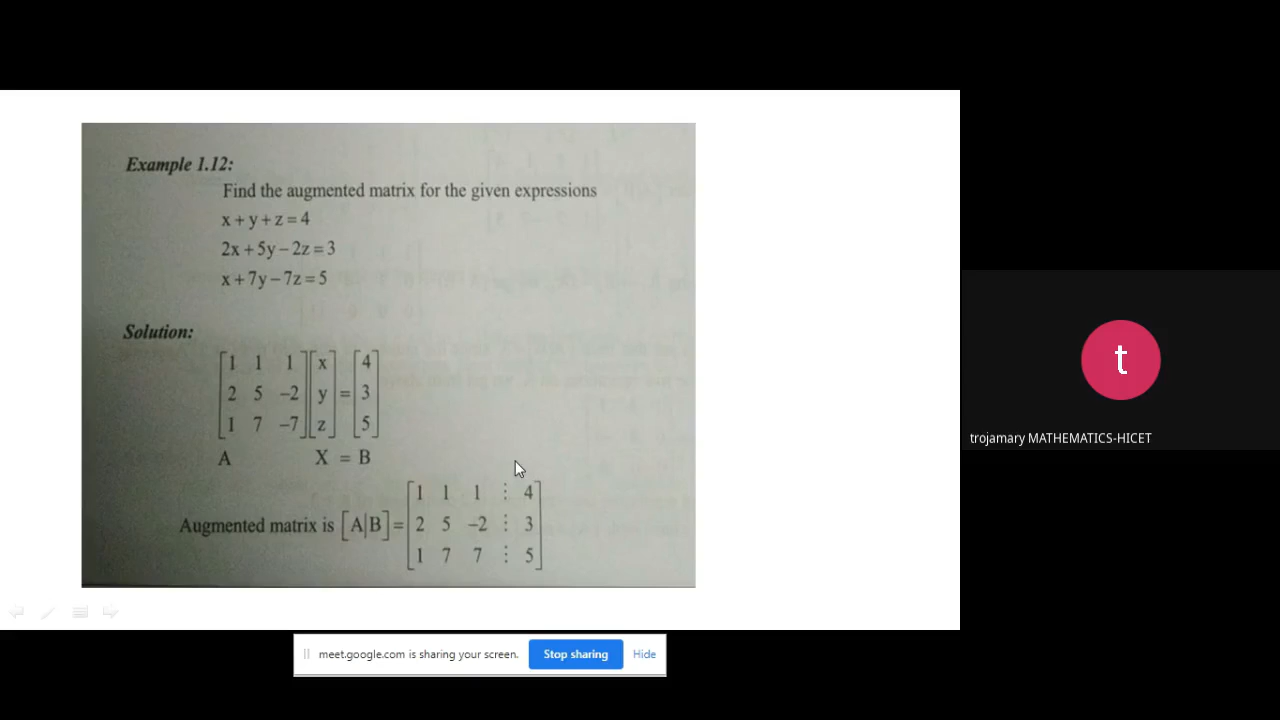 Example 1.12:
Find the augmented matrix for the given expressions
x + y + z = 4
2x + 5y − 2z = 3
x + 7y − 7z = 5
Solution:
[1 1 1] [x] [4]
[2 5 −2] [y] = [3]
[1 7 −7] [z] [5]
A X = B
[1 1 1 ⋮ 4]
Augmented matrix is [A|B] = [2 5 −2 ⋮ 3]
[1 7 7 ⋮ 5]
t
trojamary MATHEMATICS-HICET
meet.google.com is sharing your screen. Stop sharing Hide